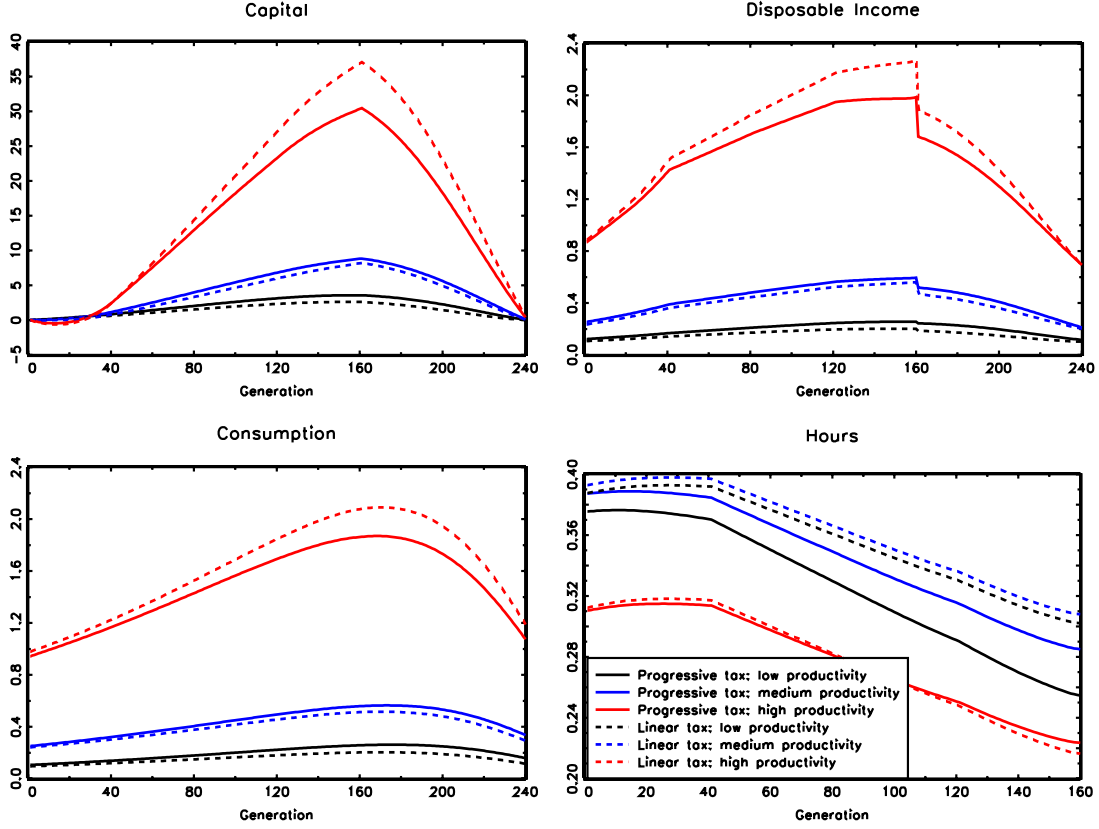 Capital
40
35
30
25
20
15
10
5
0
−5
0 40 80 120 160 200 240
Generation
Disposable Income
2.4
2.0
1.6
1.2
0.8
0.4
0.0
0 40 80 120 160 200 240
Generation
Consumption
2.4
2.0
1.6
1.2
0.8
0.4
0.0
0 40 80 120 160 200 240
Generation
Hours
0.40
0.36
0.32
0.28
0.24
0.20
Progressive tax; low productivity
Progressive tax; medium productivity
Progressive tax; high productivity
Linear tax; low productivity
Linear tax; medium productivity
Linear tax; high productivity
0 20 40 60 80 100 120 140 160
Generation